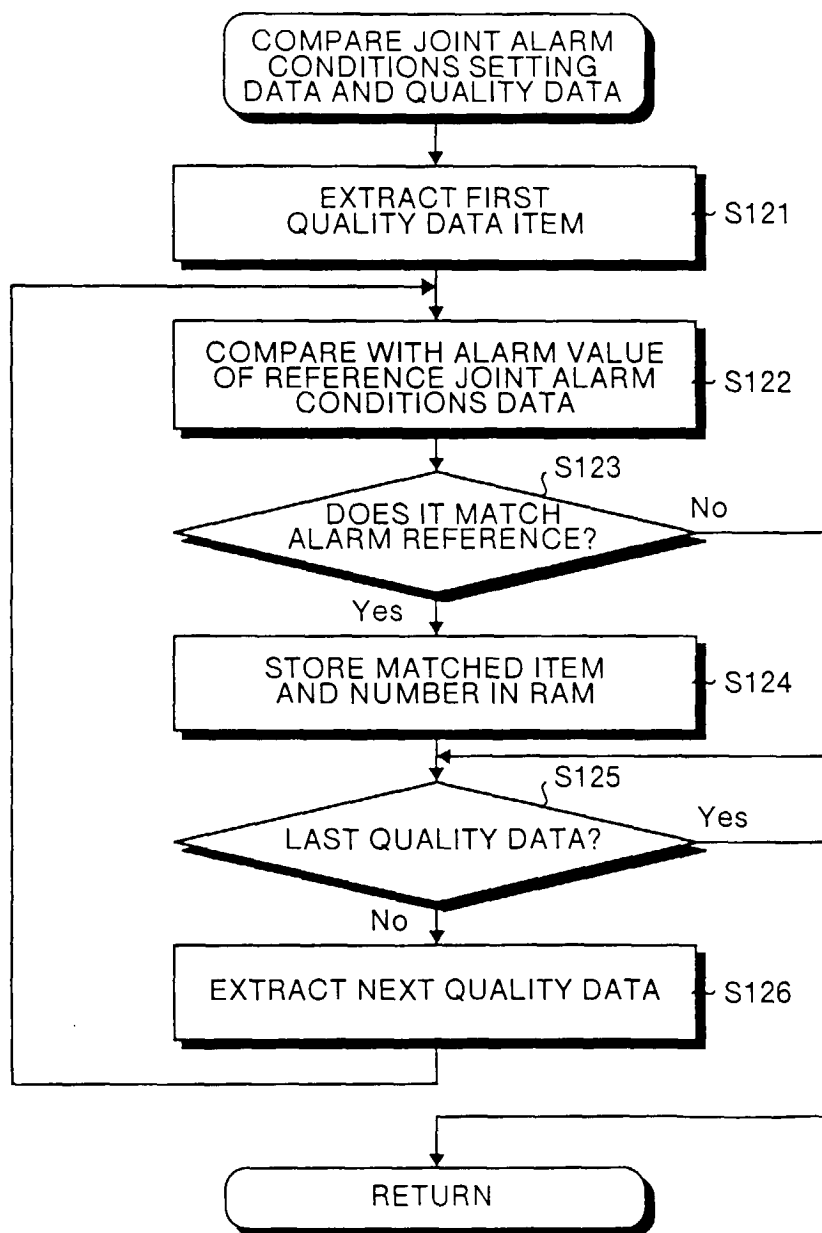 COMPARE JOINT ALARM
CONDITIONS SETTING
DATA AND QUALITY DATA
EXTRACT FIRST
QUALITY DATA ITEM
S121
COMPARE WITH ALARM VALUE
OF REFERENCE JOINT ALARM
CONDITIONS DATA
S122
S123
DOES IT MATCH
ALARM REFERENCE?
No
Yes
STORE MATCHED ITEM
AND NUMBER IN RAM
S124
S125
LAST QUALITY DATA?
Yes
No
EXTRACT NEXT QUALITY DATA
S126
RETURN